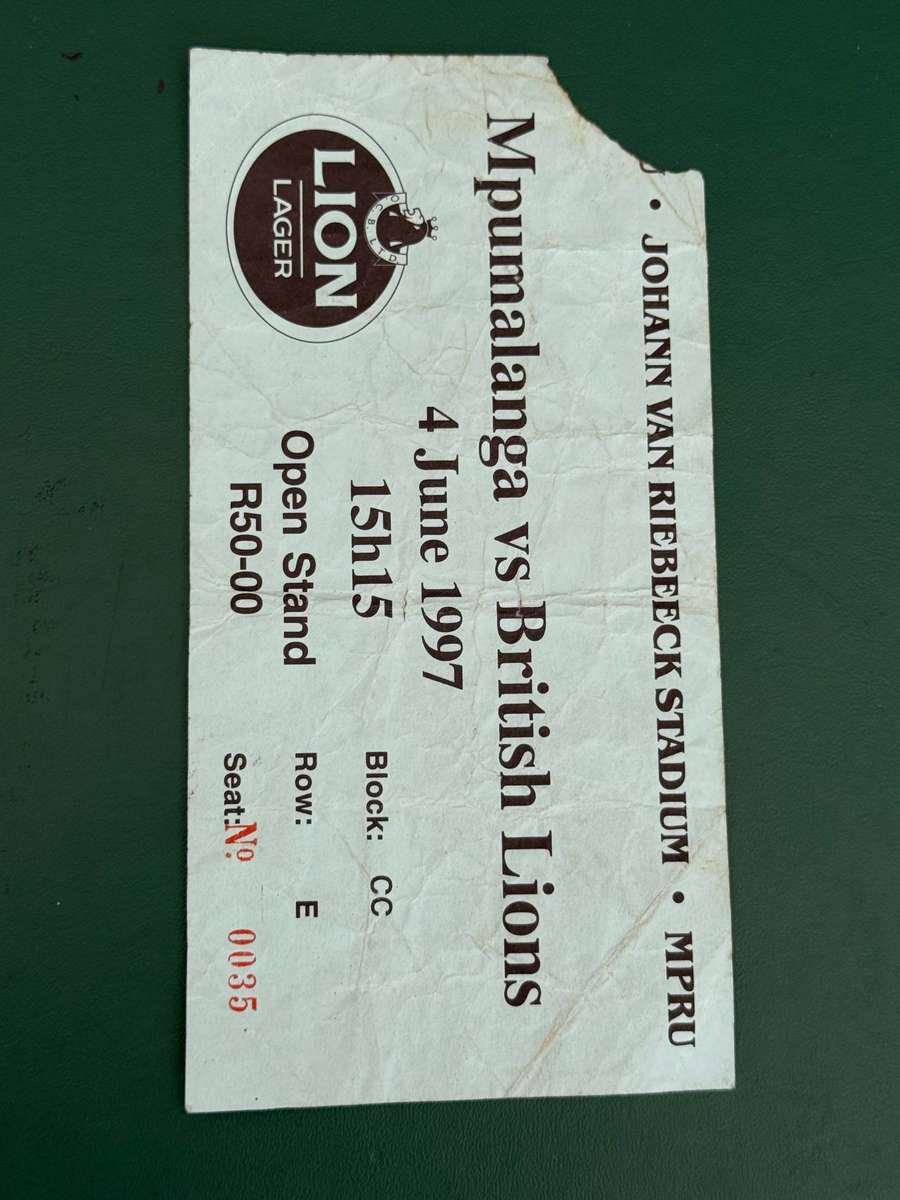 • JOHANN VAN RIEBEECK STADIUM • MPRU
Mpumalanga vs British Lions
4 June 1997
15h15
Open Stand
R50-00
Block: CC
Row: E
Seat: No. 0035
LION
LAGER